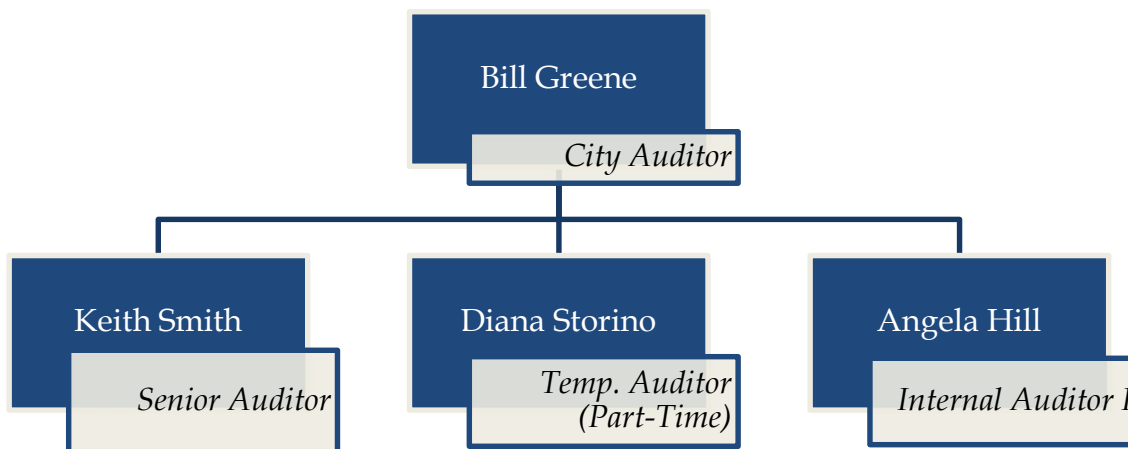 Bill Greene
City Auditor
Keith Smith
Senior Auditor
Diana Storino
Temp. Auditor
(Part-Time)
Angela Hill
Internal Auditor